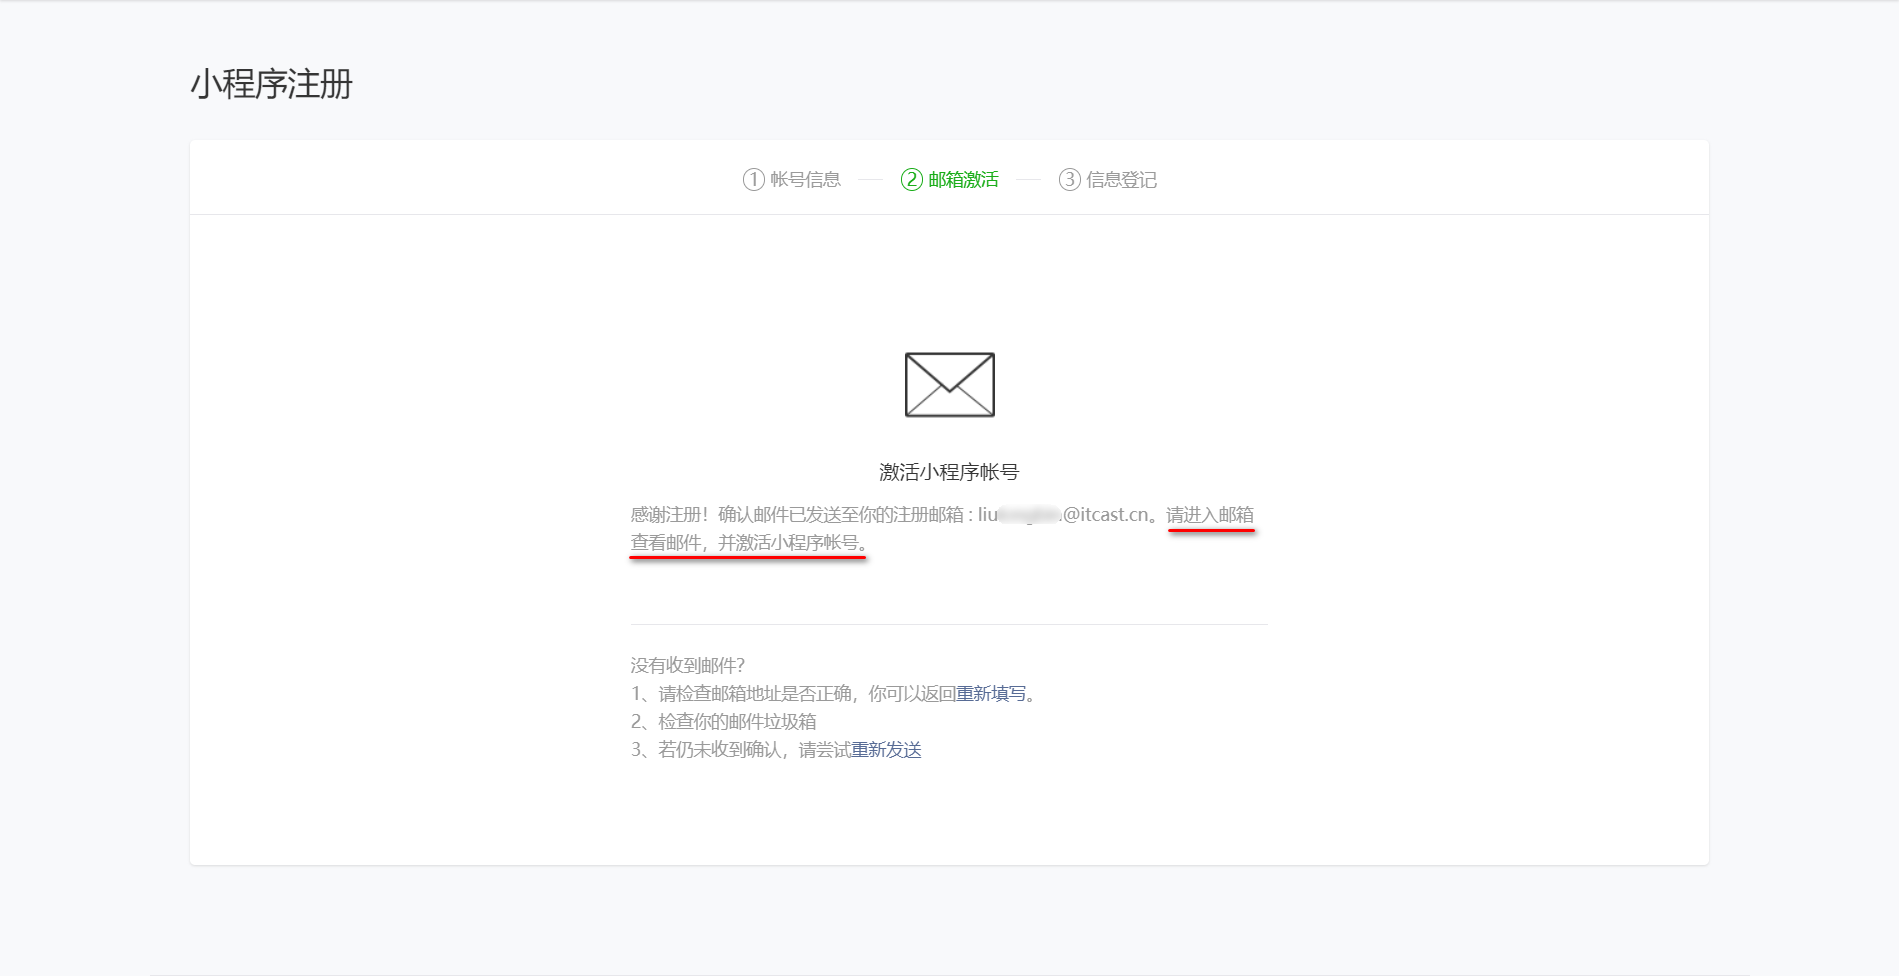 小程序注册
1 帐号信息 2 邮箱激活 3 信息登记
激活小程序帐号
感谢注册！确认邮件已发送至你的注册邮箱 : liu @itcast.cn。请进入邮箱
查看邮件，并激活小程序帐号。
没有收到邮件？
1、请检查邮箱地址是否正确，你可以返回重新填写。
2、检查你的邮件垃圾箱
3、若仍未收到确认，请尝试重新发送